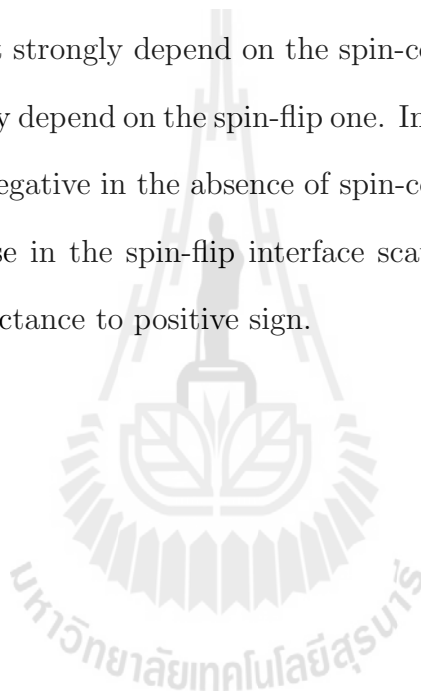 t strongly depend on the spin-co
y depend on the spin-flip one. In
egative in the absence of spin-co
se in the spin-flip interface scat
ctance to positive sign.
มหาวิทยาลัยเทคโนโลยีสุรนารี